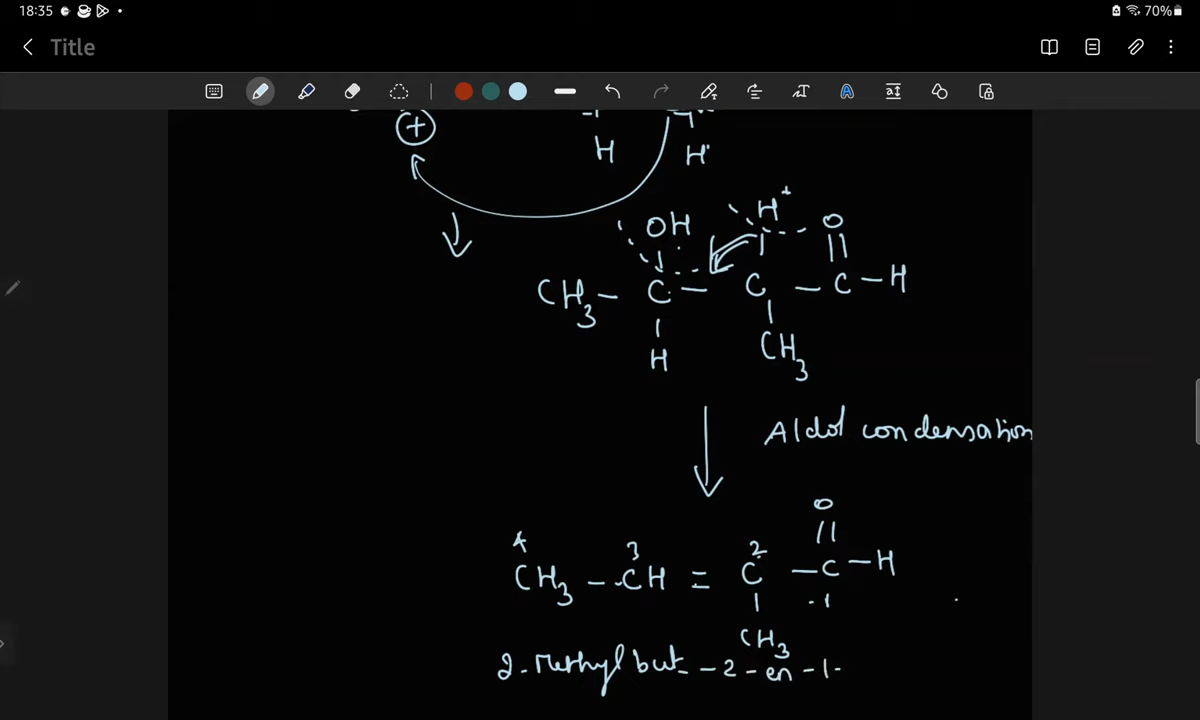 18:35
70%
Title
+
H H
OH H+ O
CH3 - C - C - C - H
H CH3
Aldol condensation
O
4 3 2
CH3 - CH = C - C - H
1
CH3
2-Methyl but - 2 - en - 1 -